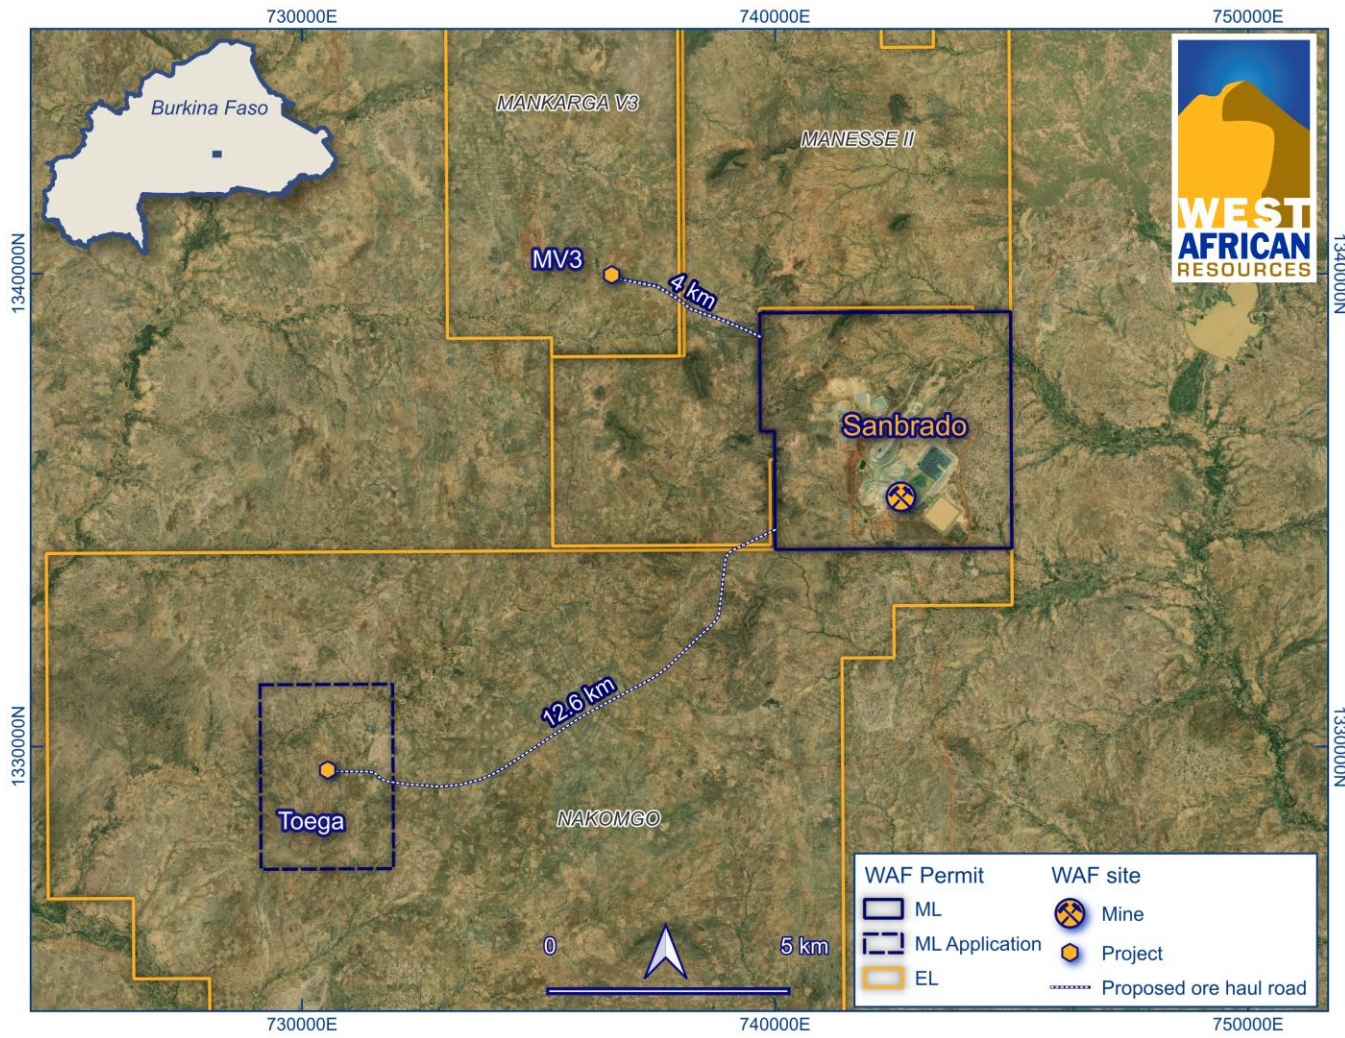 730000E
740000E
750000E
Burkina Faso
MANKARGA V3
MANESSE II
WEST
AFRICAN
RESOURCES
1340000N
1340000N
MV3
4 km
Sanbrado
12.6 km
1330000N
1330000N
Toega
NAKOMGO
0
5 km
WAF Permit
ML
ML Application
EL
WAF site
Mine
Project
Proposed ore haul road
730000E
740000E
750000E